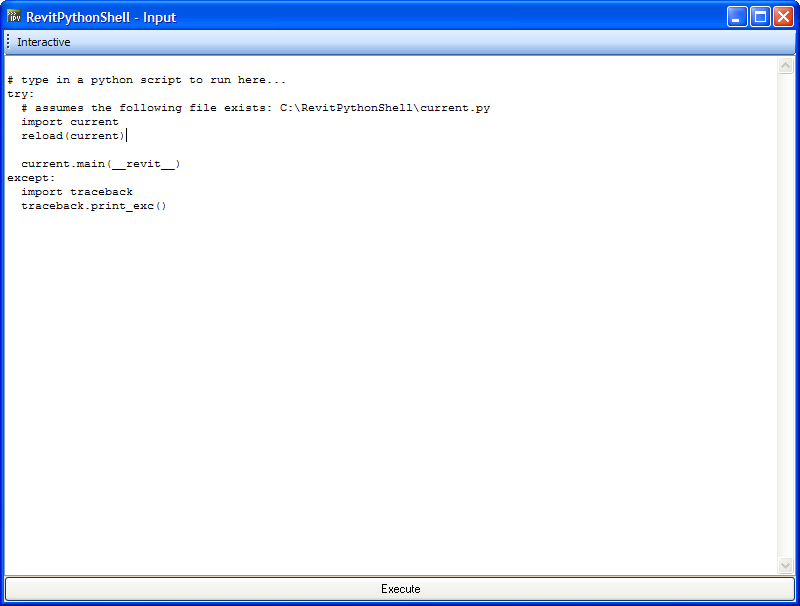 RevitPythonShell - Input
Interactive
# type in a python script to run here...
try:
  # assumes the following file exists: C:\RevitPythonShell\current.py
  import current
  reload(current)
  current.main(__revit__)
except:
  import traceback
  traceback.print_exc()
Execute